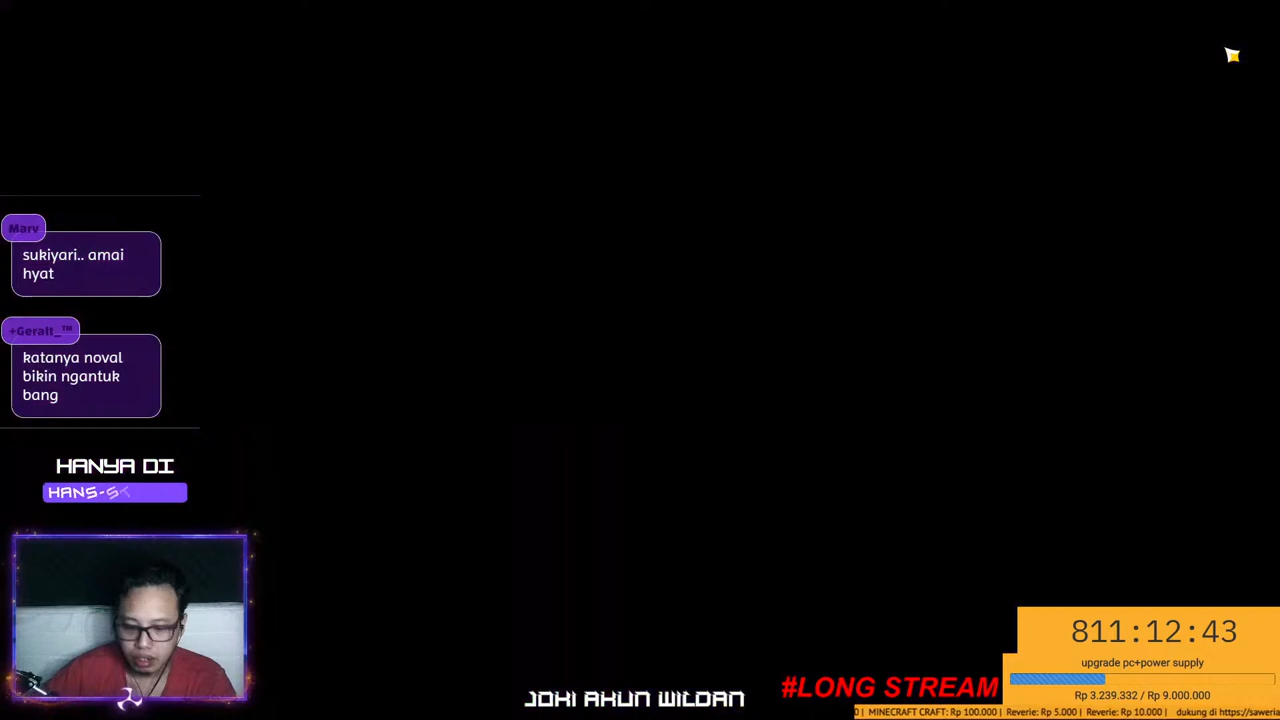 Marv
sukiyari.. amai
hyat
+Geralt_™
katanya noval
bikin ngantuk
bang
HANYA DI
HANS-ST
811:12:43
upgrade pc+power supply
Rp 3.239.332 / Rp 9.000.000
#LONG STREAM
JOKI AKUN WILDAN
0 | MINECRAFT CRAFT: Rp 100.000 | Reverie: Rp 5.000 | Reverie: Rp 10.000 | dukung di https://saweria